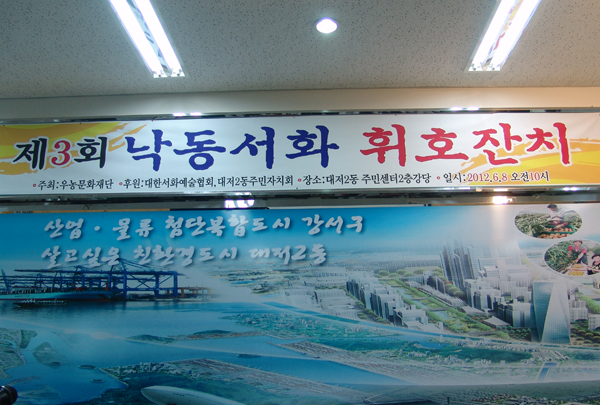 제3회 낙동서화 휘호잔치
•주최:우농문화재단 •후원:대한서화예술협회,대저2동주민자치회 •장소:대저2동 주민센터2층강당 •일시:2012.6.8 오전10시
산업·물류 첨단복합도시 강서구
살고싶은 친환경도시 대저2동